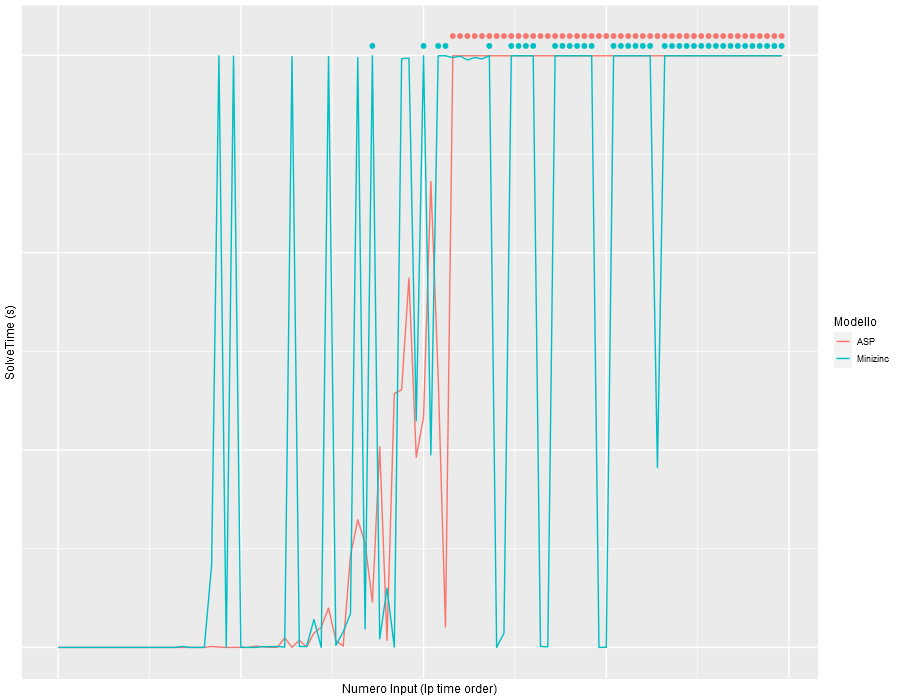 SolveTime (s)
Numero Input (lp time order)
Modello
ASP
Minizinc